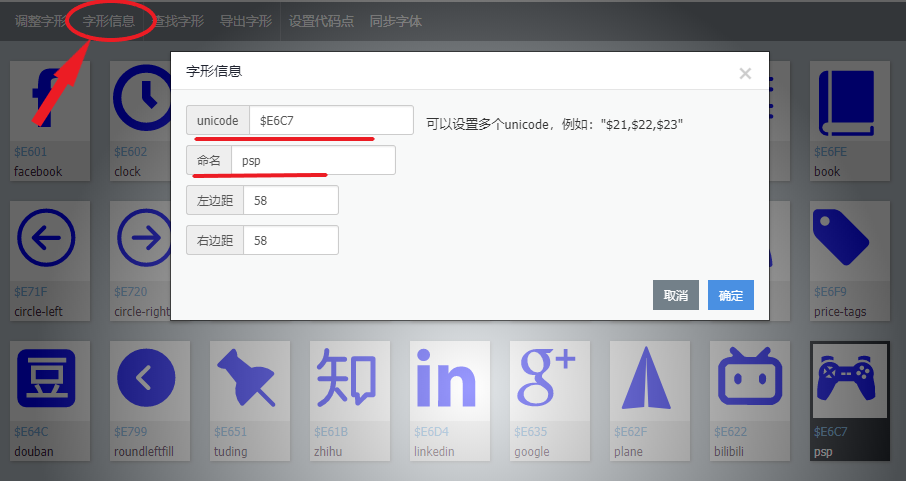 调整字形 字形信息 查找字形 导出字形 设置代码点 同步字体
字形信息 ×
unicode $E6C7 可以设置多个unicode，例如："$21,$22,$23"
命名 psp
左边距 58
右边距 58
取消 确定
$E601 $E602 $E6FE
facebook clock book
$E71F $E720 $E6F9
circle-left circle-right price-tags
豆 知 in g+
$E64C $E799 $E651 $E61B $E6D4 $E635 $E62F $E622 $E6C7
douban roundleftfill tuding zhihu linkedin google plane bilibili psp